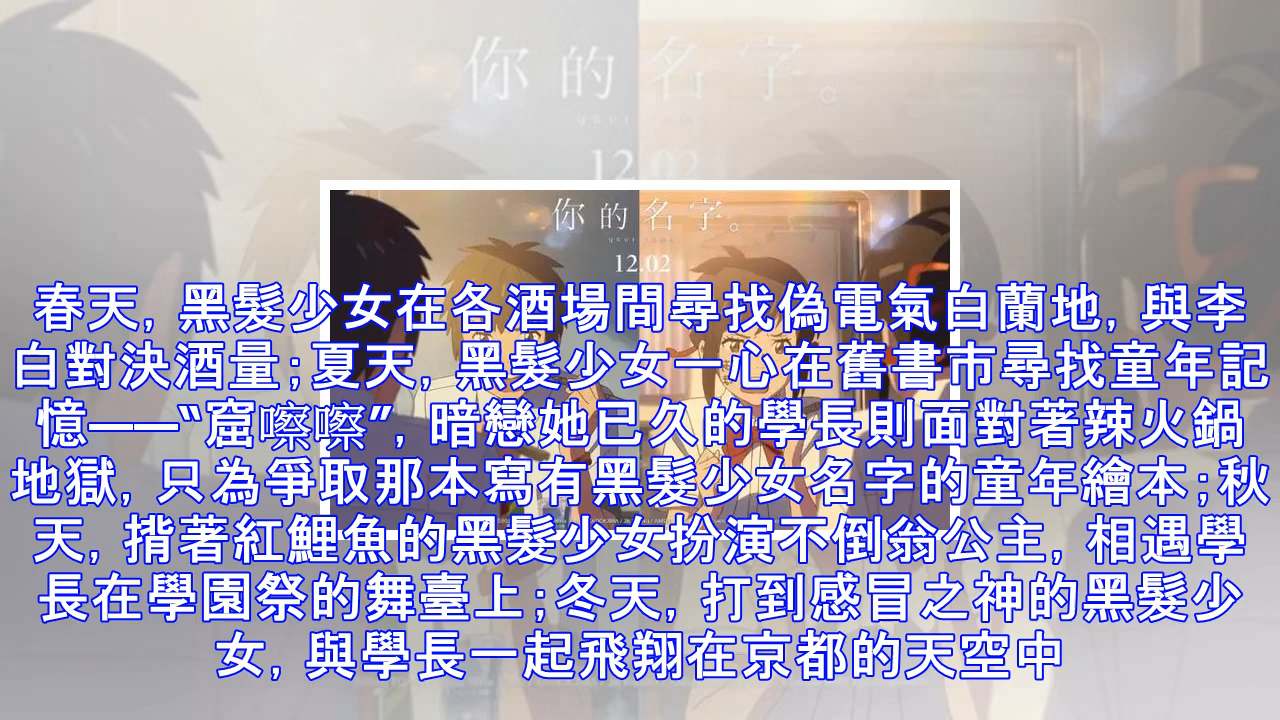 你的名字。
12.02
你的名字。
12.02
春天, 黑髮少女在各酒場間尋找偽電氣白蘭地, 與李
白對決酒量;夏天, 黑髮少女一心在舊書市尋找童年記
憶——“窟嚓嚓”, 暗戀她已久的學長則面對著辣火鍋
地獄, 只為爭取那本寫有黑髮少女名字的童年繪本;秋
天, 揹著紅鯉魚的黑髮少女扮演不倒翁公主, 相遇學
長在學園祭的舞臺上;冬天, 打到感冒之神的黑髮少
女, 與學長一起飛翔在京都的天空中